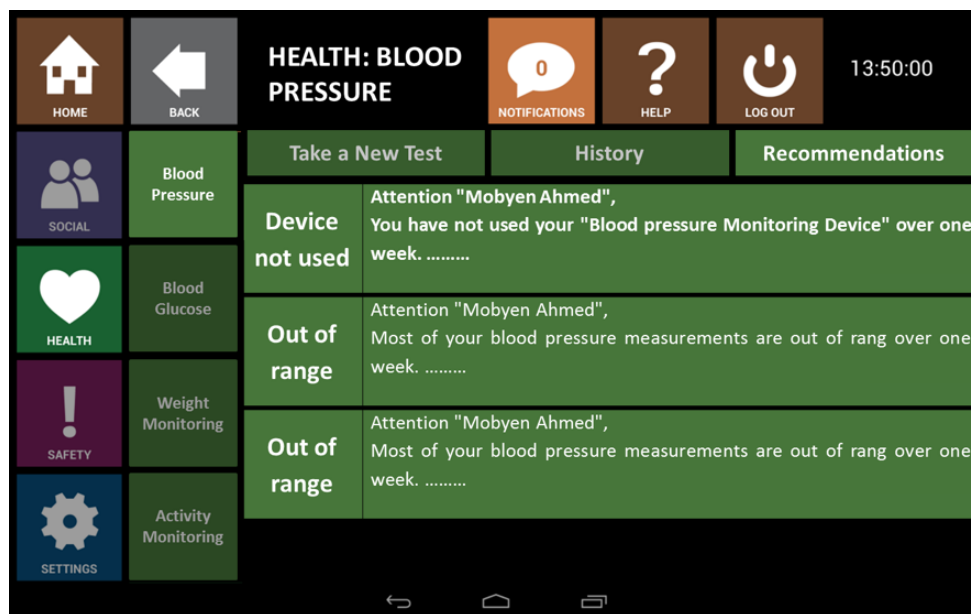 HOME
BACK
HEALTH: BLOOD
PRESSURE
0
NOTIFICATIONS
?
HELP
LOG OUT
13:50:00
SOCIAL
HEALTH
!
SAFETY
SETTINGS
Blood
Pressure
Blood
Glucose
Weight
Monitoring
Activity
Monitoring
Take a New Test
History
Recommendations
Device
not used
Attention "Mobyen Ahmed",
You have not used your "Blood pressure Monitoring Device" over one
week. .........
Out of
range
Attention "Mobyen Ahmed",
Most of your blood pressure measurements are out of rang over one
week. .........
Out of
range
Attention "Mobyen Ahmed",
Most of your blood pressure measurements are out of rang over one
week. .........